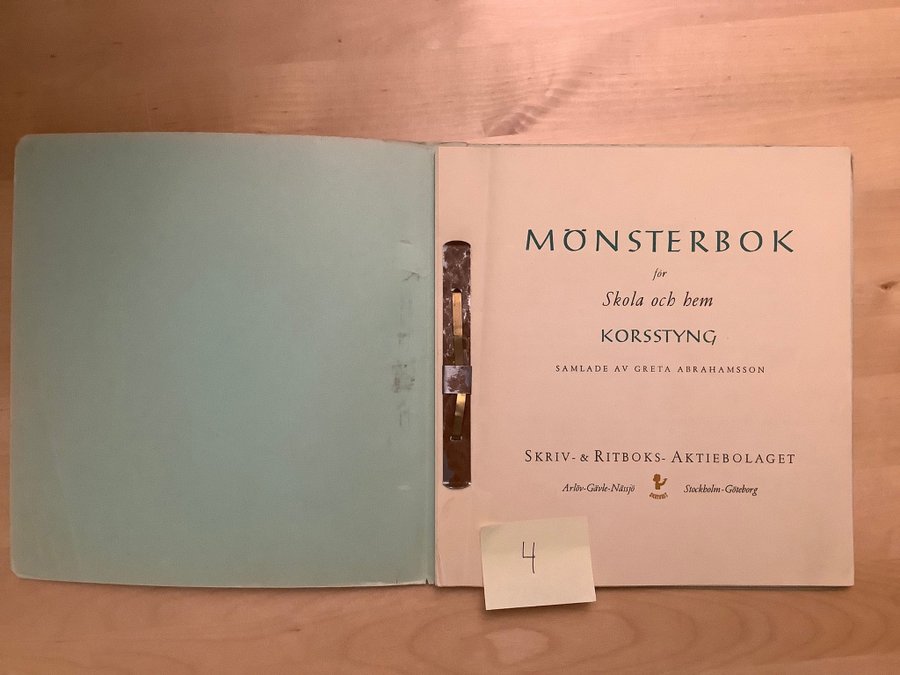 MÖNSTERBOK
för
Skola och hem
KORSSTYNG
SAMLADE AV GRETA ABRAHAMSSON
SKRIV- & RITBOKS- AKTIEBOLAGET
Arlöv-Gävle-Nässjö Stockholm-Göteborg
4